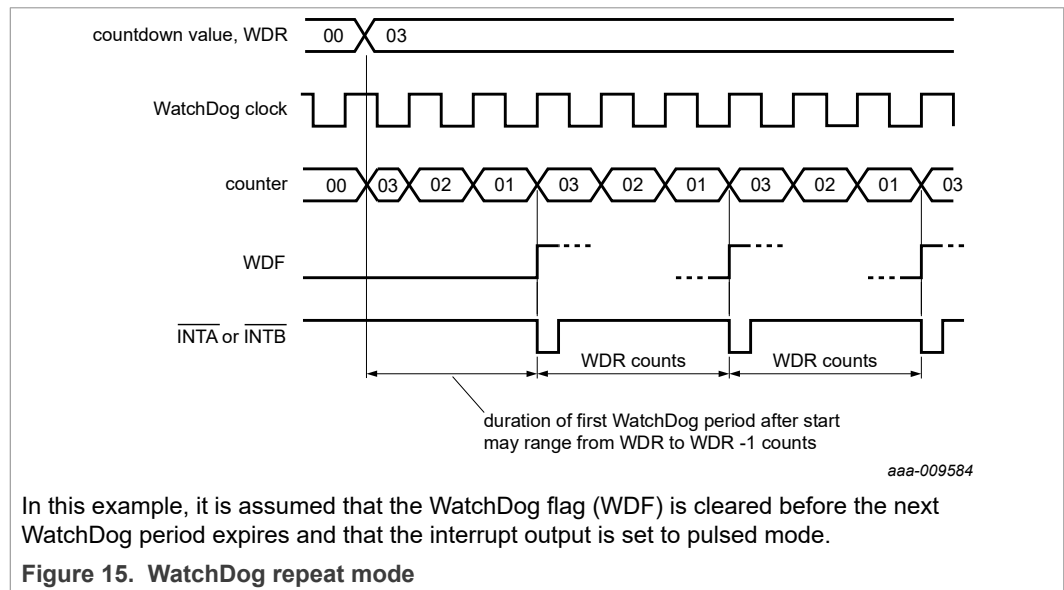 countdown value, WDR 00 03
WatchDog clock
counter 00 03 02 01 03 02 01 03 02 01 03
WDF
INTA or INTB
WDR counts WDR counts
duration of first WatchDog period after start
may range from WDR to WDR -1 counts
aaa-009584
In this example, it is assumed that the WatchDog flag (WDF) is cleared before the next
WatchDog period expires and that the interrupt output is set to pulsed mode.
Figure 15. WatchDog repeat mode